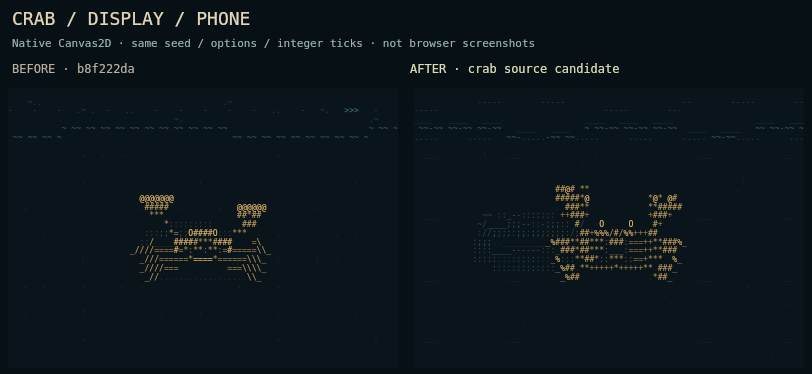 CRAB / DISPLAY / PHONE
Native Canvas2D · same seed / options / integer ticks · not browser screenshots
BEFORE · b8f222da
AFTER · crab source candidate